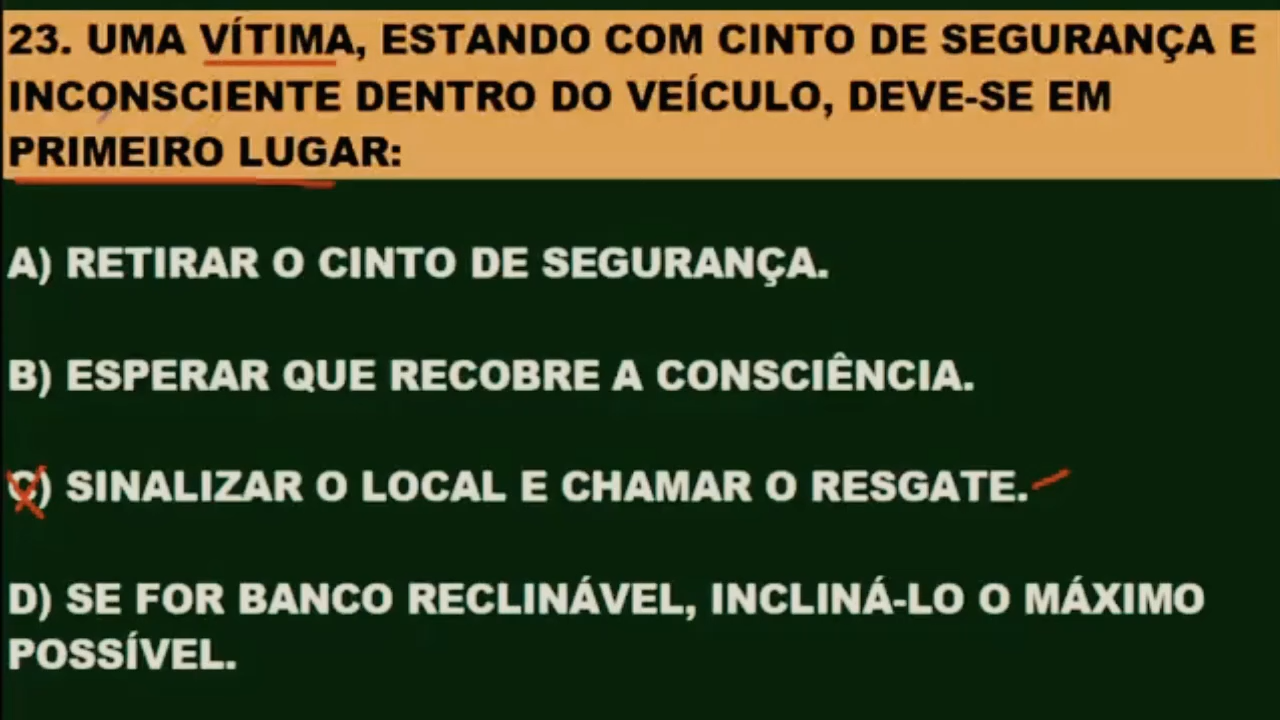 23. UMA VÍTIMA, ESTANDO COM CINTO DE SEGURANÇA E
INCONSCIENTE DENTRO DO VEÍCULO, DEVE-SE EM
PRIMEIRO LUGAR:
A) RETIRAR O CINTO DE SEGURANÇA.
B) ESPERAR QUE RECOBRE A CONSCIÊNCIA.
C) SINALIZAR O LOCAL E CHAMAR O RESGATE.
D) SE FOR BANCO RECLINÁVEL, INCLINÁ-LO O MÁXIMO
POSSÍVEL.